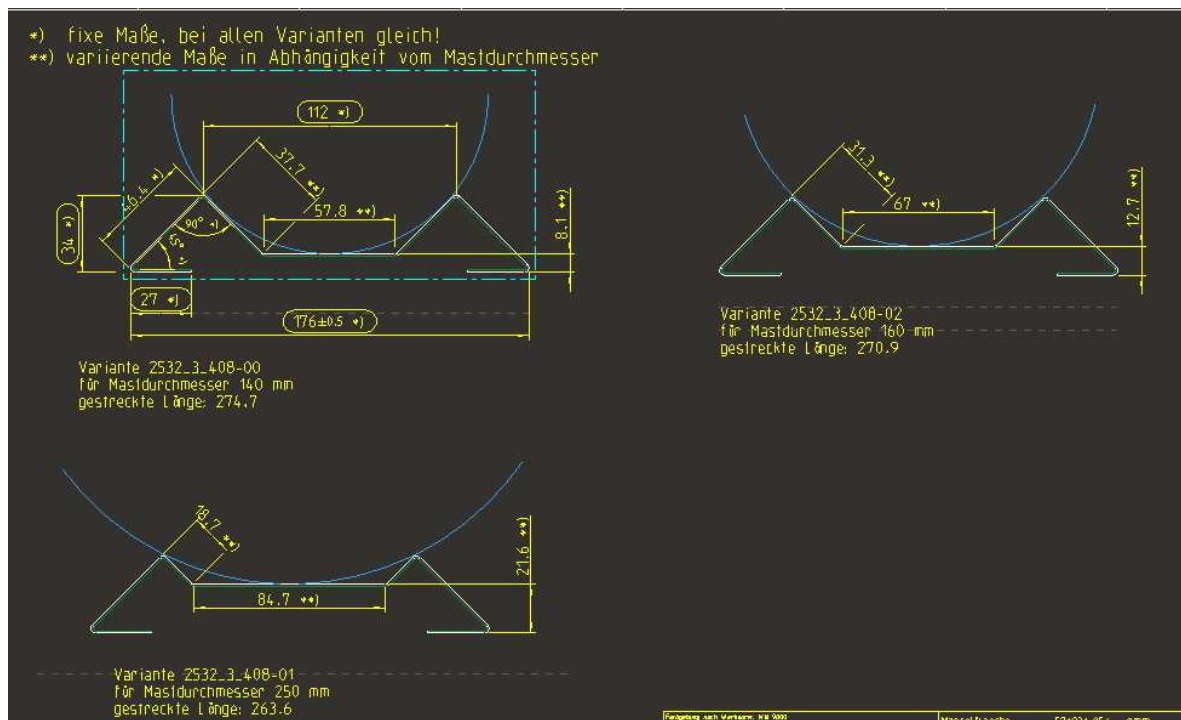 *) fixe Maße, bei allen Varianten gleich!
**) variierende Maße in Abhängigkeit vom Mastdurchmesser
112 *)
46.4 *)
37.7 **)
34 *)
90° *)
45° *)
57.8 **)
8.1 **)
27 *)
176±0.5 *)
Variante 2532_3_408-00
für Mastdurchmesser 140 mm
gestreckte Länge: 274.7
31.3 **)
67 **)
12.7 **)
Variante 2532_3_408-02
für Mastdurchmesser 160 mm
gestreckte Länge: 270.9
18.7 **)
84.7 **)
21.6 **)
Variante 2532_3_408-01
für Mastdurchmesser 250 mm
gestreckte Länge: 263.6